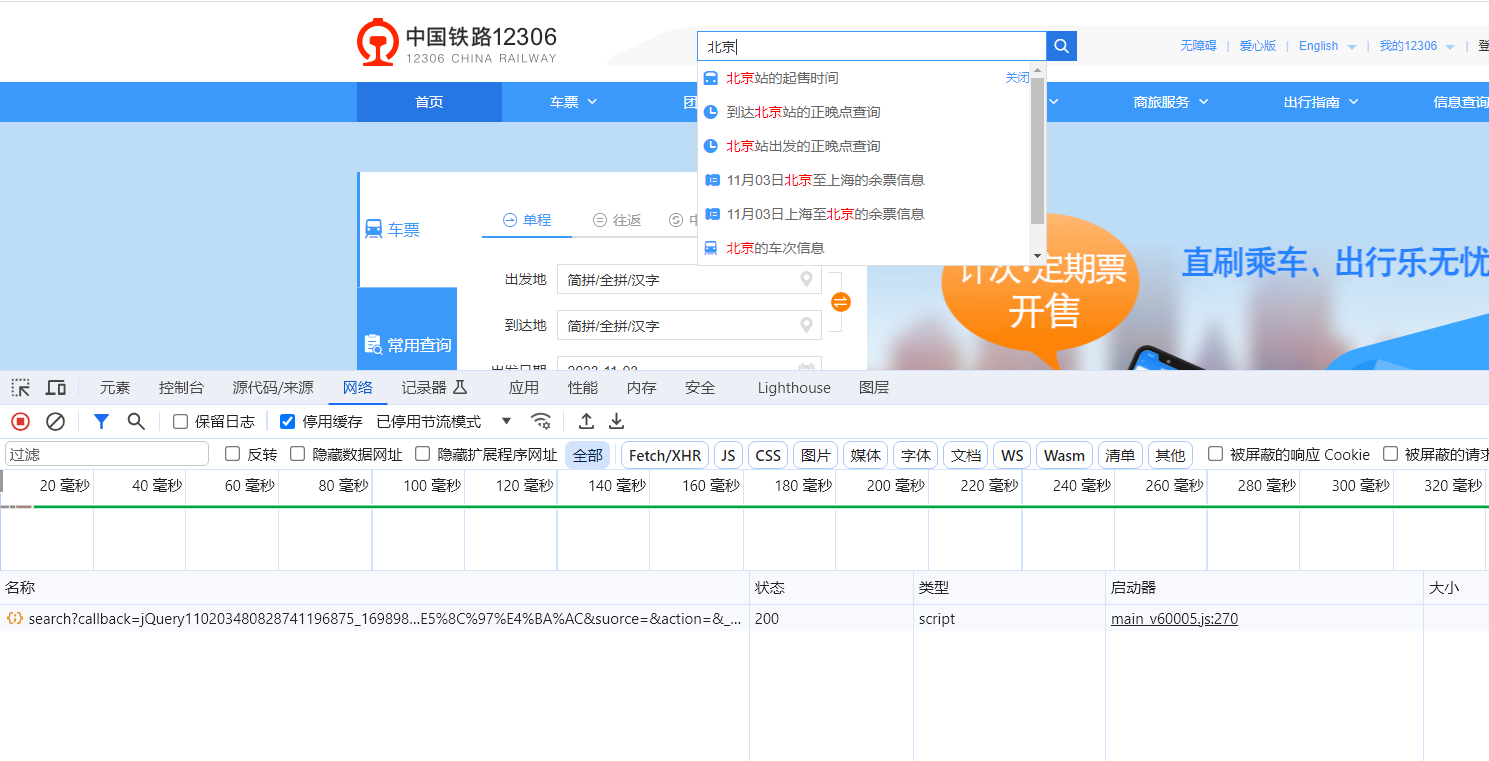 中国铁路12306
12306 CHINA RAILWAY
北京
无障碍 | 爱心版 | English | 我的12306 | 登
首页 车票 团 商旅服务 出行指南 信息查询
北京站的起售时间 关闭
到达北京站的正晚点查询
北京站出发的正晚点查询
11月03日北京至上海的余票信息
11月03日上海至北京的余票信息
北京的车次信息
车票
常用查询
单程 往返 中
出发地 简拼/全拼/汉字
到达地 简拼/全拼/汉字
出发日期 2023-11-03
计次·定期票
开售
直刷乘车、出行乐无忧
元素 控制台 源代码/来源 网络 记录器 应用 性能 内存 安全 Lighthouse 图层
保留日志 停用缓存 已停用节流模式
过滤 反转 隐藏数据网址 隐藏扩展程序网址 全部 Fetch/XHR JS CSS 图片 媒体 字体 文档 WS Wasm 清单 其他 被屏蔽的响应 Cookie 被屏蔽的请求
20 毫秒 40 毫秒 60 毫秒 80 毫秒 100 毫秒 120 毫秒 140 毫秒 160 毫秒 180 毫秒 200 毫秒 220 毫秒 240 毫秒 260 毫秒 280 毫秒 300 毫秒 320 毫秒
名称 状态 类型 启动器 大小
search?callback=jQuery110203480828741196875_169898...E5%8C%97%E4%BA%AC&suorce=&action=&_... 200 script main_v60005.js:270